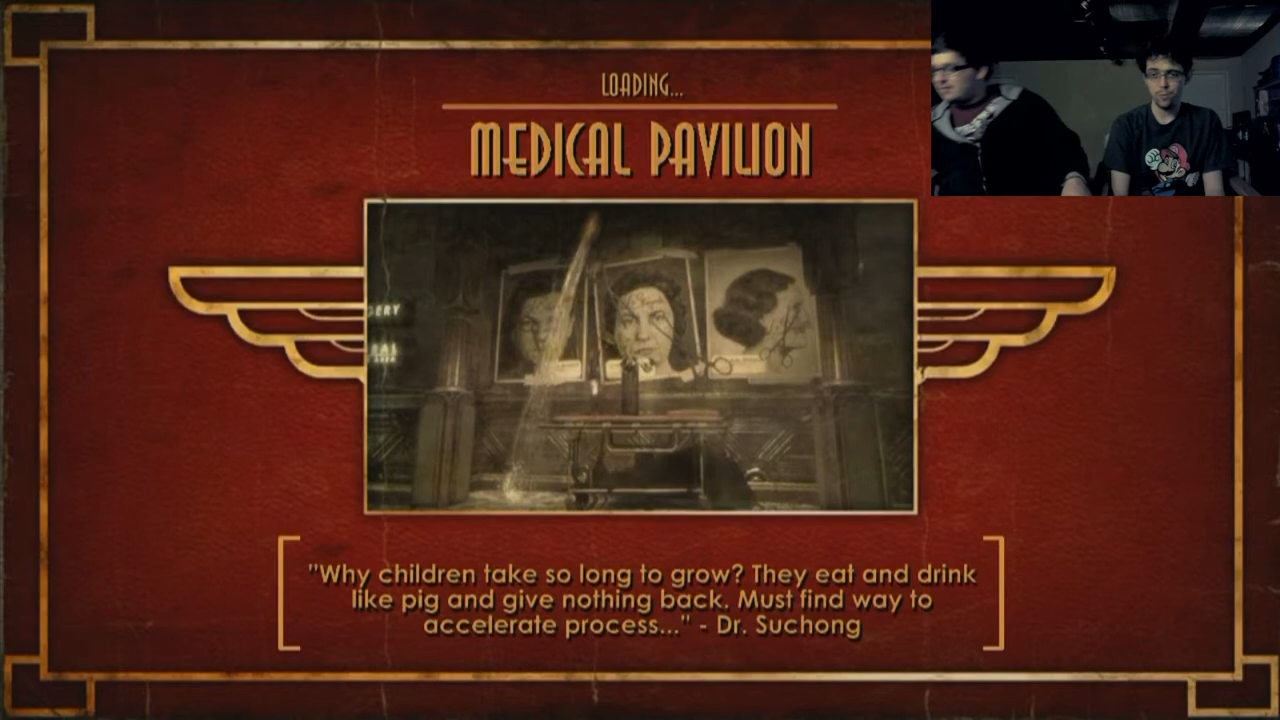 LOADING...
MEDICAL PAVILION
"Why children take so long to grow? They eat and drink
like pig and give nothing back. Must find way to
accelerate process..." - Dr. Suchong